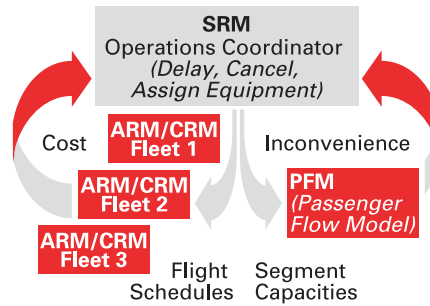 SRM
Operations Coordinator
(Delay, Cancel,
Assign Equipment)
Cost
ARM/CRM
Fleet 1
Inconvenience
ARM/CRM
Fleet 2
PFM
(Passenger
Flow Model)
ARM/CRM
Fleet 3
Flight
Schedules
Segment
Capacities